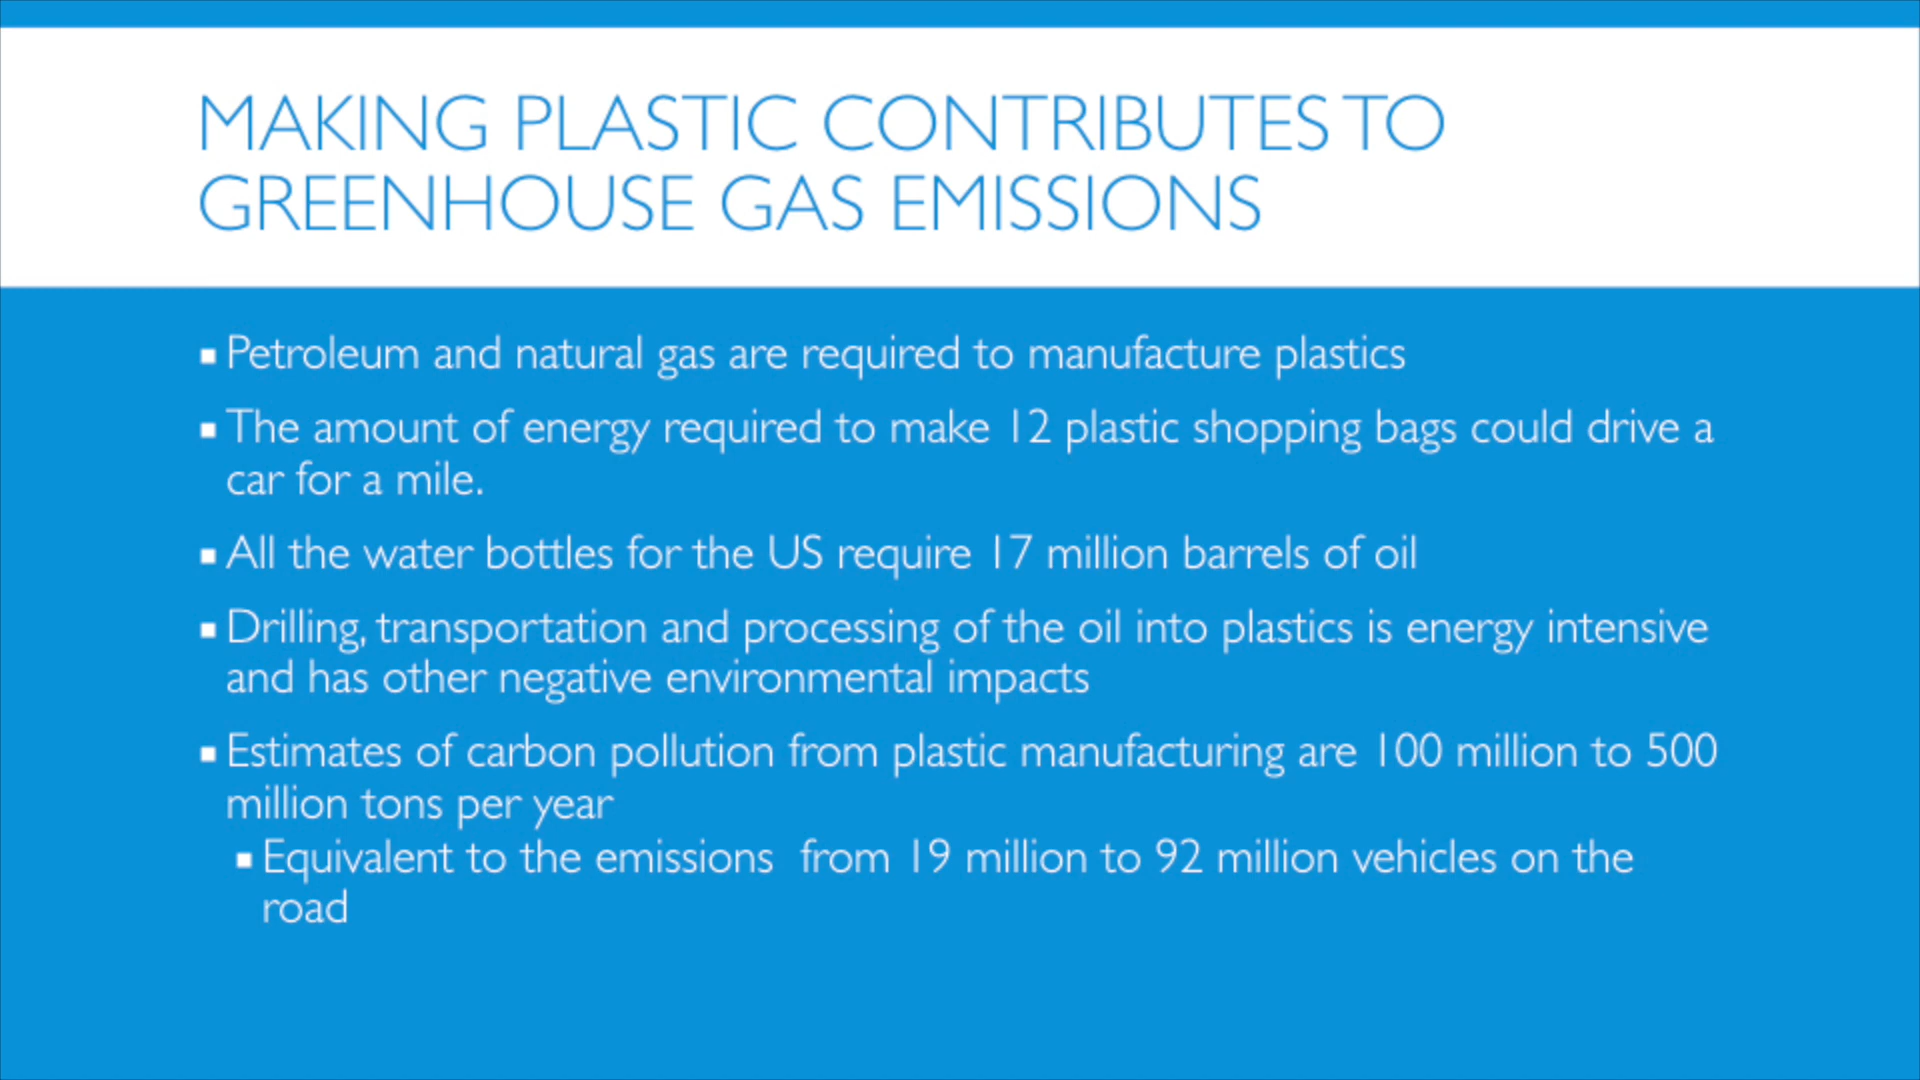 MAKING PLASTIC CONTRIBUTES TO
GREENHOUSE GAS EMISSIONS
▪ Petroleum and natural gas are required to manufacture plastics
▪ The amount of energy required to make 12 plastic shopping bags could drive a
car for a mile.
▪ All the water bottles for the US require 17 million barrels of oil
▪ Drilling, transportation and processing of the oil into plastics is energy intensive
and has other negative environmental impacts
▪ Estimates of carbon pollution from plastic manufacturing are 100 million to 500
million tons per year
▪ Equivalent to the emissions  from 19 million to 92 million vehicles on the
road